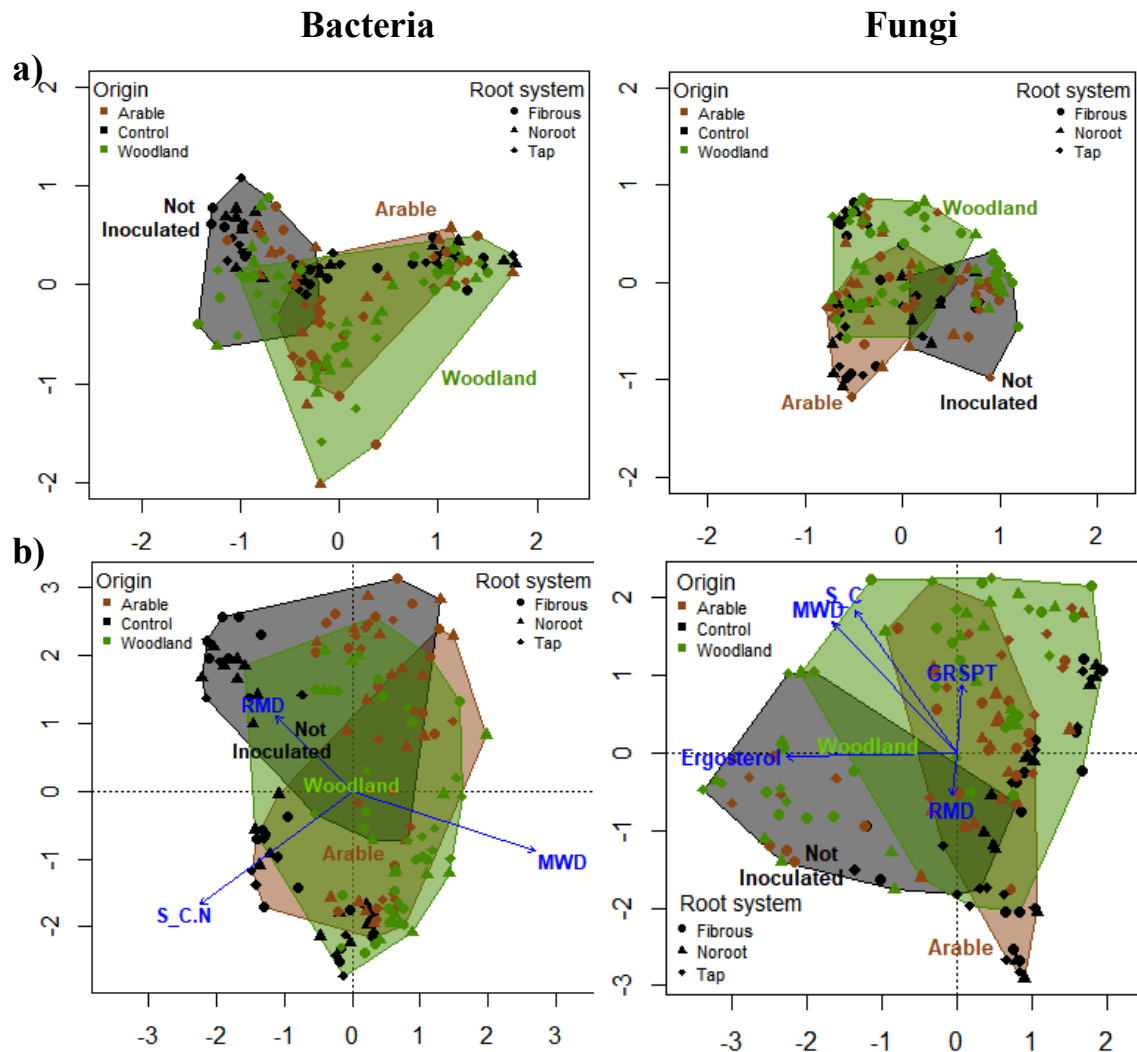 Bacteria Fungi
a)
Origin Root system
Arable Fibrous
Control Noroot
Woodland Tap
Not
Inoculated
Arable
Woodland
2
1
0
-1
-2
-2 -1 0 1 2
Origin Root system
Arable Fibrous
Control Noroot
Woodland Tap
Woodland
Arable
Not
Inoculated
2
1
0
-1
-2
-2 -1 0 1 2
b)
Origin Root system
Arable Fibrous
Control Noroot
Woodland Tap
RMD
Not
Inoculated
Woodland
Arable
MWD
S_C.N
3
2
1
0
-1
-2
-3 -2 -1 0 1 2 3
Origin
Arable
Control
Woodland
S_C
MWD
GRSPT
Woodland
Ergosterol
RMD
Not
Inoculated
Arable
Root system
Fibrous
Noroot
Tap
2
1
0
-1
-2
-3
-3 -2 -1 0 1 2